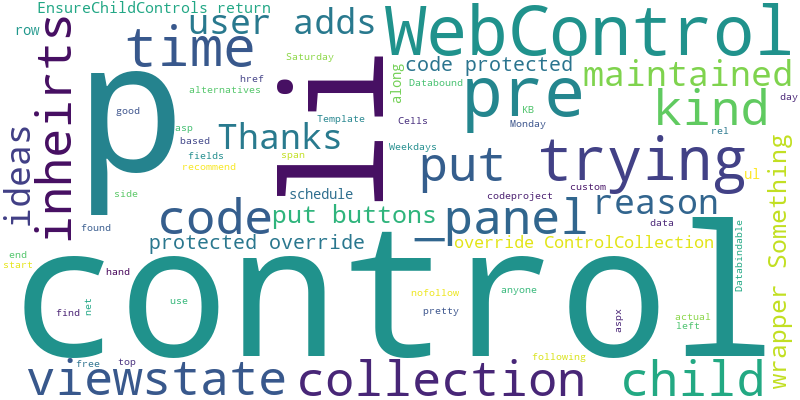 EnsureChildControls return
row
user adds
WebControl
time
inheirts
p
li
Saturday
href
alternatives
code protected
Databound
along
maintained
pre
kind
day
good
asp
based
fields
recommend
Template
Cells
KB
Monday
rel
Thanks
span
Weekdays
ideas
put
trying
ul
side
schedule
codeproject
custom
reason
code
put buttons
_panel
data
found
protected override
override ControlCollection
Databindable
wrapper Something
end
start
hand
control
find
net
use
nofollow
pretty
anyone
aspx
actual
left
free
top
following
viewstate
collection
child